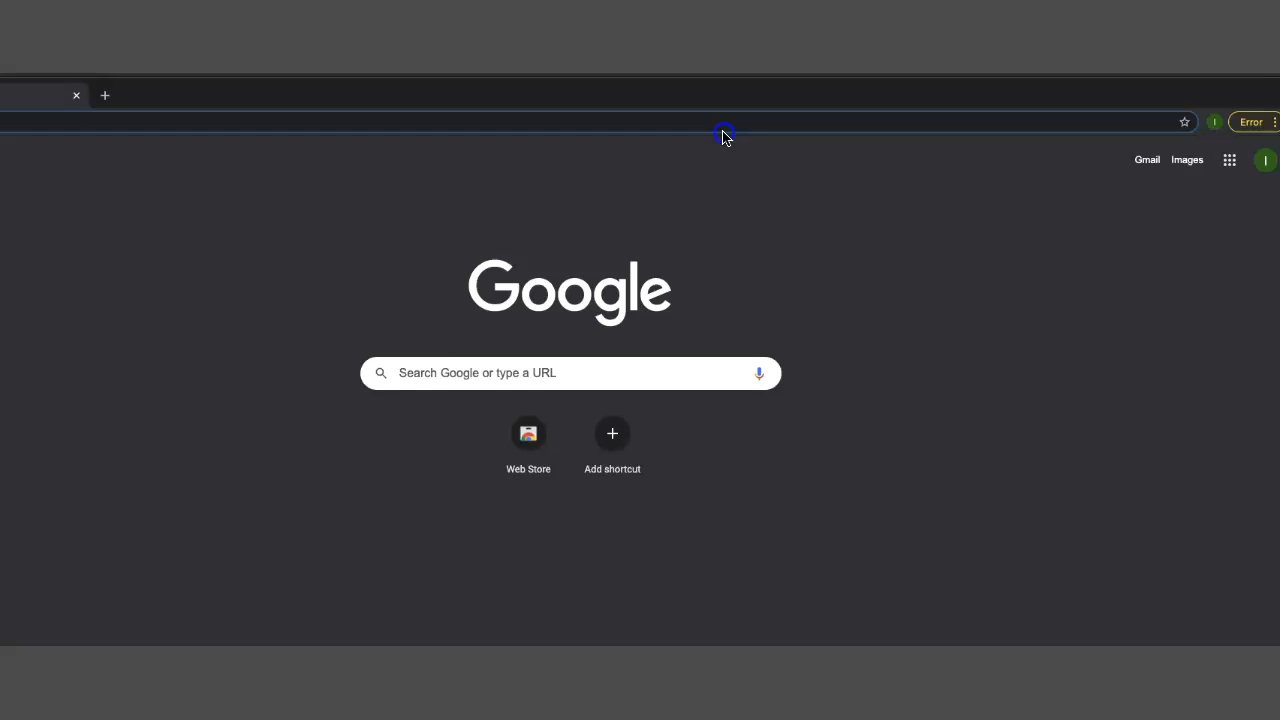 I Error
Gmail Images I
Google
Search Google or type a URL
Web Store Add shortcut